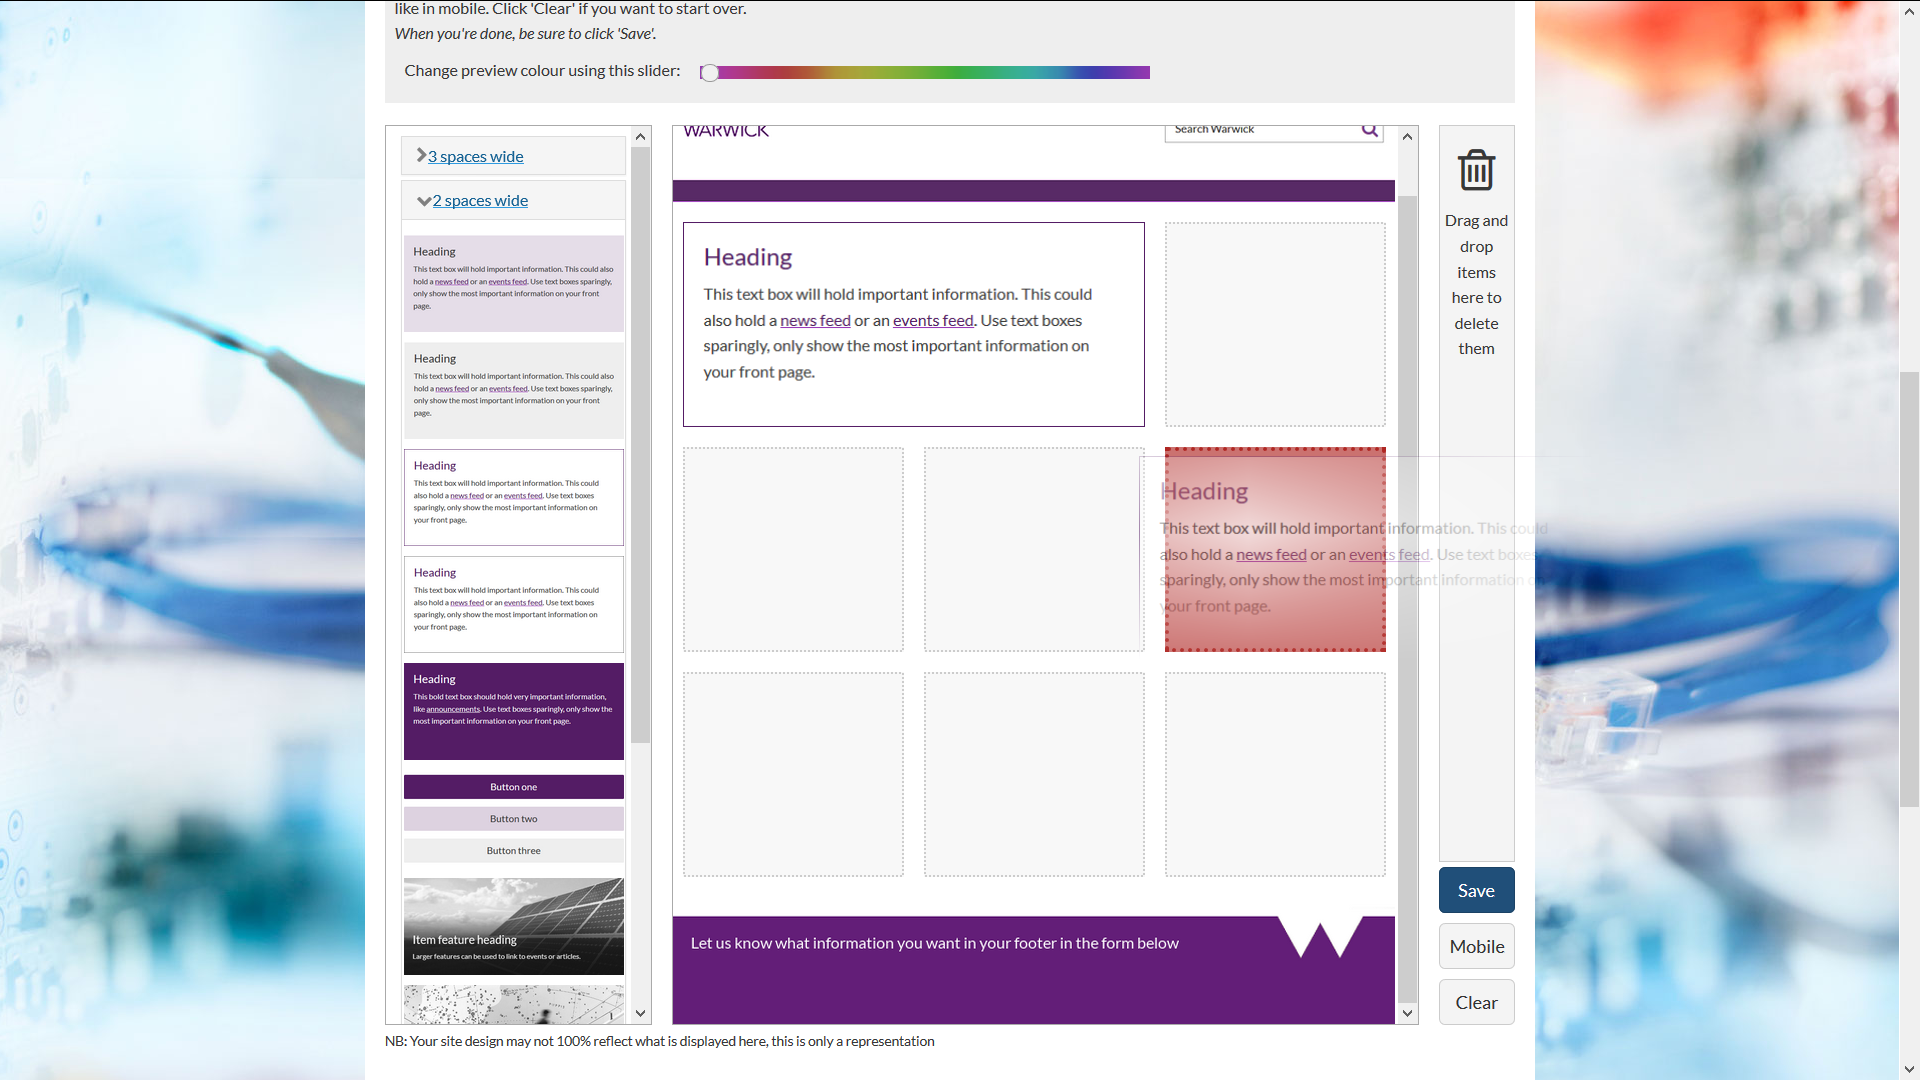 like in mobile. Click 'Clear' if you want to start over.
When you're done, be sure to click 'Save'.
Change preview colour using this slider:
3 spaces wide
2 spaces wide
Heading
This text box will hold important information. This could also
hold a news feed or an events feed. Use text boxes sparingly,
only show the most important information on your front
page.
Heading
This text box will hold important information. This could also
hold a news feed or an events feed. Use text boxes sparingly,
only show the most important information on your front
page.
Heading
This text box will hold important information. This could
also hold a news feed or events feed. Use text boxes
sparingly, only show the most important information on
your front page.
Heading
This text box will hold important information. This could
also hold a news feed or events feed. Use text boxes
sparingly, only show the most important information on
your front page.
Heading
This bold text box should hold very important information,
like announcements. Use text boxes sparingly, only show the
most important information on your front page.
Button one
Button two
Button three
Item feature heading
Larger features can be used to link to events or articles.
WARWICK
Search Warwick
Heading
This text box will hold important information. This could
also hold a news feed or an events feed. Use text boxes
sparingly, only show the most important information on
your front page.
Heading
This text box will hold important information. This could
also hold a news feed or an events feed. Use text boxes
sparingly, only show the most important information on
your front page.
Let us know what information you want in your footer in the form below
Drag and
drop
items
here to
delete
them
Save
Mobile
Clear
NB: Your site design may not 100% reflect what is displayed here, this is only a representation